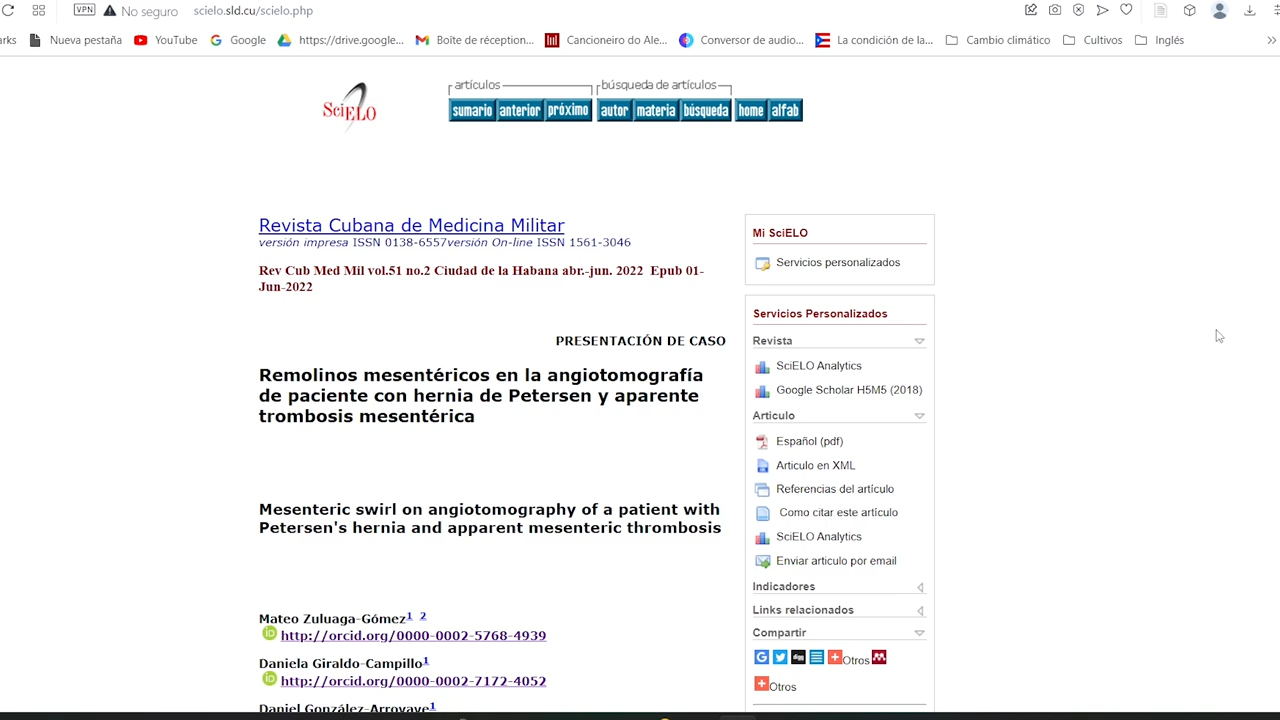 VPN No seguro scielo.sld.cu/scielo.php
rks Nueva pestaña YouTube Google https://drive.google... Boîte de réception... Cancioneiro do Ale... Conversor de audio... La condición de la... Cambio climático Cultivos Inglés »
SciELO
artículos búsqueda de artículos
sumario anterior próximo autor materia búsqueda home alfab
Revista Cubana de Medicina Militar
versión impresa ISSN 0138-6557versión On-line ISSN 1561-3046
Rev Cub Med Mil vol.51 no.2 Ciudad de la Habana abr.-jun. 2022 Epub 01-
Jun-2022
PRESENTACIÓN DE CASO
Remolinos mesentéricos en la angiotomografía
de paciente con hernia de Petersen y aparente
trombosis mesentérica
Mesenteric swirl on angiotomography of a patient with
Petersen's hernia and apparent mesenteric thrombosis
Mateo Zuluaga-Gómez1 2
iD http://orcid.org/0000-0002-5768-4939
Daniela Giraldo-Campillo1
iD http://orcid.org/0000-0002-7172-4052
Daniel González-Arroyave1
Mi SciELO
Servicios personalizados
Servicios Personalizados
Revista
SciELO Analytics
Google Scholar H5M5 (2018)
Articulo
Español (pdf)
Articulo en XML
Referencias del artículo
Como citar este artículo
SciELO Analytics
Enviar articulo por email
Indicadores
Links relacionados
Compartir
Otros
Otros